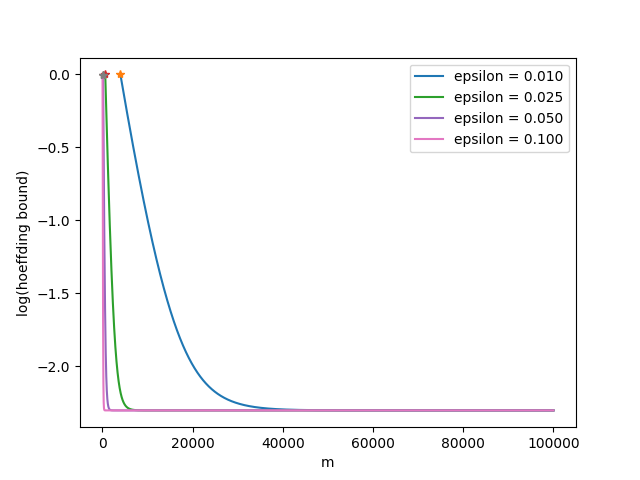 epsilon = 0.010
epsilon = 0.025
epsilon = 0.050
epsilon = 0.100
log(hoeffding bound)
0.0
−0.5
−1.0
−1.5
−2.0
0 20000 40000 60000 80000 100000
m